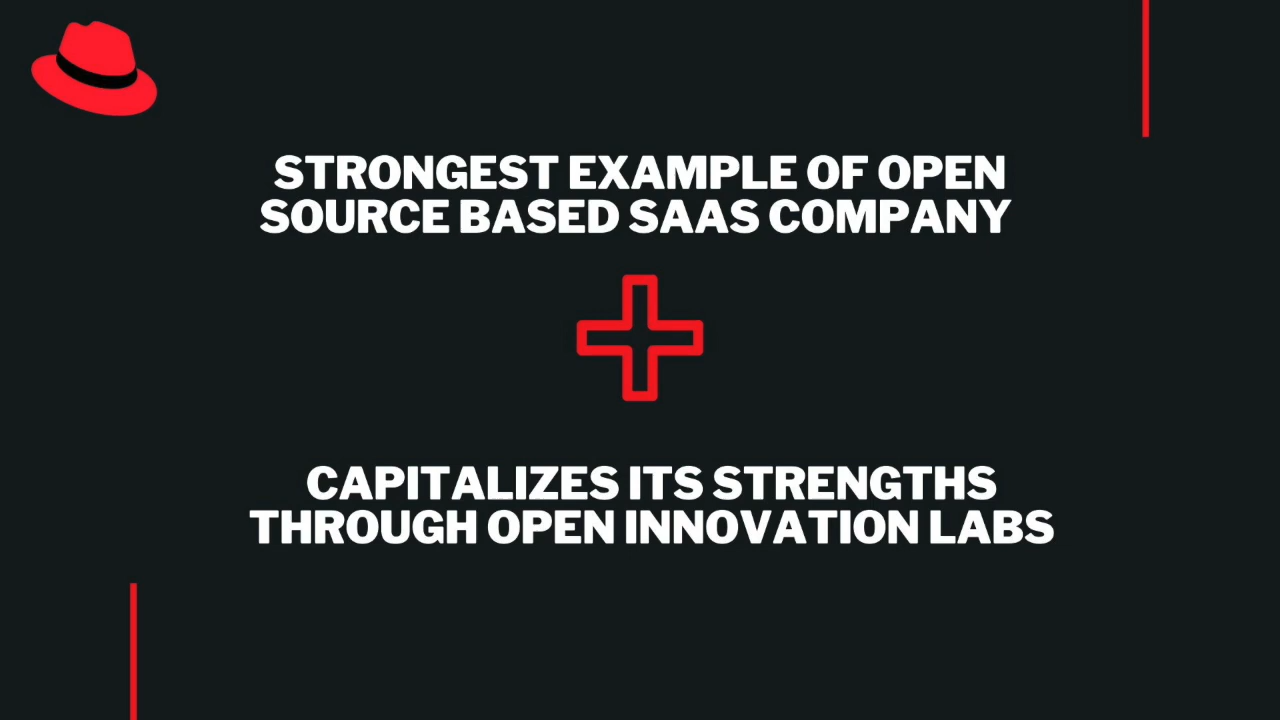 STRONGEST EXAMPLE OF OPEN
SOURCE BASED SAAS COMPANY
CAPITALIZES ITS STRENGTHS
THROUGH OPEN INNOVATION LABS